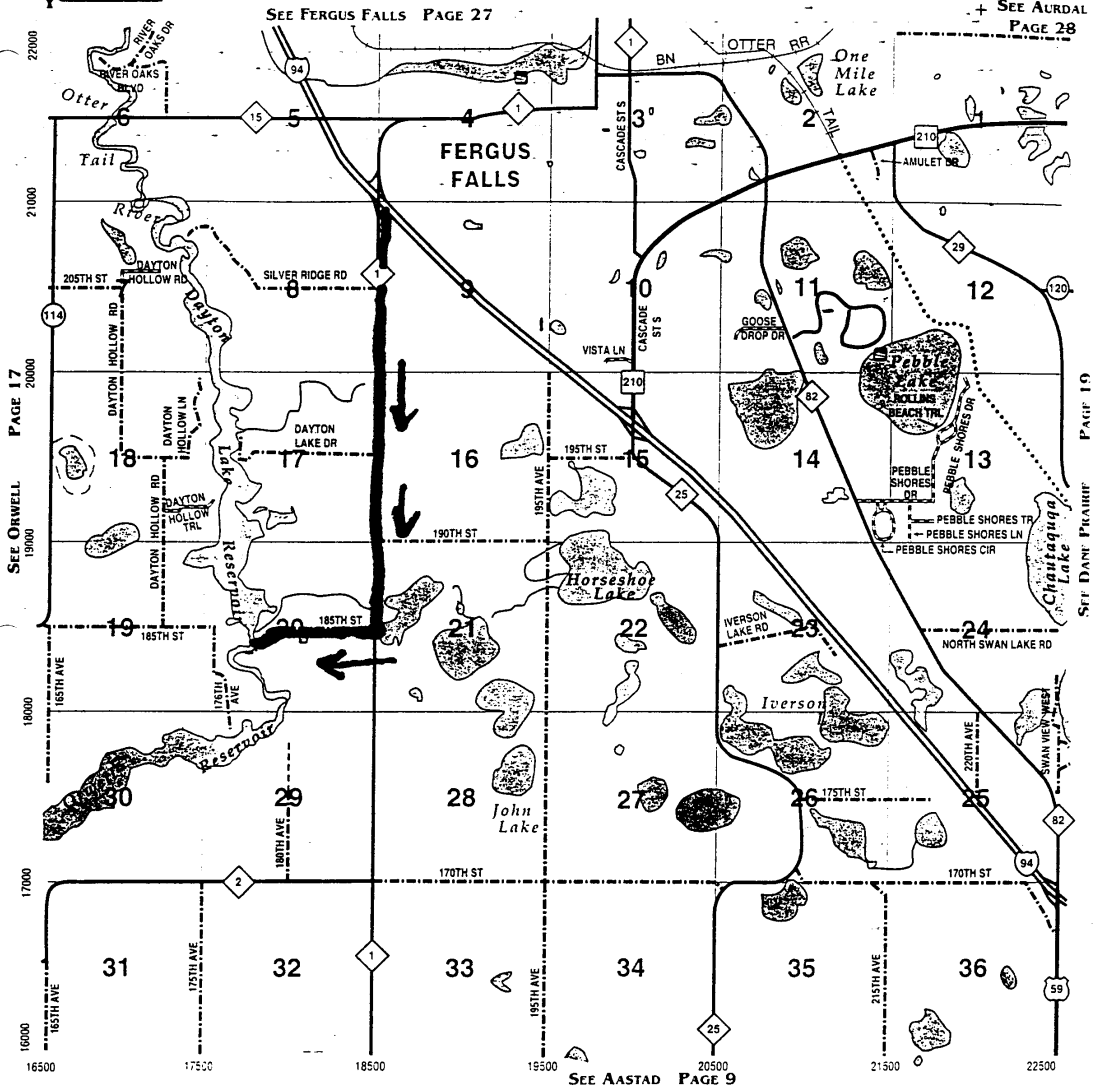 SEE FERGUS FALLS PAGE 27
+ SEE AURDAL
PAGE 28
22000
RIVER
OAKS DR
RIVER OAKS
BLVD
94
1
OTTER
RR
BN
One
Mile
Lake
Otter
6
15
5
4
1
CASCADE ST S
3
2
TAIL
210
1
Tail
FERGUS
FALLS
AMULET DR
21000
River
DAYTON
HOLLOW RD
205TH ST
7
SILVER RIDGE RD
8
1
9
10
11
29
12
120
114
DAYTON HOLLOW RD
Dayton
CASCADE
ST S
GOOSE
DROP DR
VISTA LN
20000
210
82
Pebble
Lake
ROLLINS
BEACH TRL
PEBBLE SHORES DR
SEE ORWELL PAGE 17
SEE DANE PRAIRIE PAGE 19
DAYTON
HOLLOW LN
DAYTON
LAKE DR
18
17
Lake
16
195TH AVE
195TH ST
15
14
13
25
PEBBLE
SHORES
DR
DAYTON HOLLOW RD
DAYTON
HOLLOW
TRL
DAYTON HOLLOW RD
190TH ST
PEBBLE SHORES TR
PEBBLE SHORES LN
PEBBLE SHORES CIR
19000
Reservoir
Horseshoe
Lake
Chautauqua
Lake
19
185TH ST
20
185TH ST
21
22
IVERSON
LAKE RD
23
24
NORTH SWAN LAKE RD
165TH AVE
176TH
AVE
18000
Iverson
220TH AVE
SWAN VIEW WEST
Reservoir
30
29
28
John
Lake
27
26
175TH ST
25
82
180TH AVE
94
17000
2
170TH ST
170TH ST
31
175TH AVE
32
1
33
195TH AVE
34
35
215TH AVE
36
59
165TH AVE
25
16000
16500
17500
18500
19500
20500
21500
22500
SEE AASTAD PAGE 9